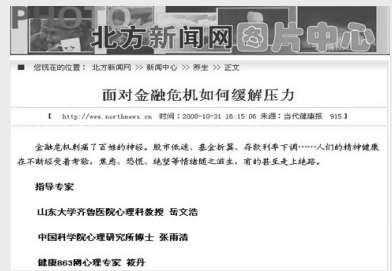 PHOTO
北方新闻网图片中心
■ 您现在的位置： 北方新闻网 >> 新闻中心 >> 养生 >> 正文
面对金融危机如何缓解压力
【 http://www.northnews.cn 时间：2008-10-31 16:15:06 来源：当代健康报 915】
金融危机刺痛了百姓的神经。股市低迷、基金折翼、存款利率下调……人们的精神健康
在不断经受着考验，焦虑、恐慌、绝望等情绪随之滋生，有的甚至走上绝路。
指导专家
山东大学齐鲁医院心理科教授 岳文浩
中国科学院心理研究所博士 张雨浩
健康863网心理专家 筱丹